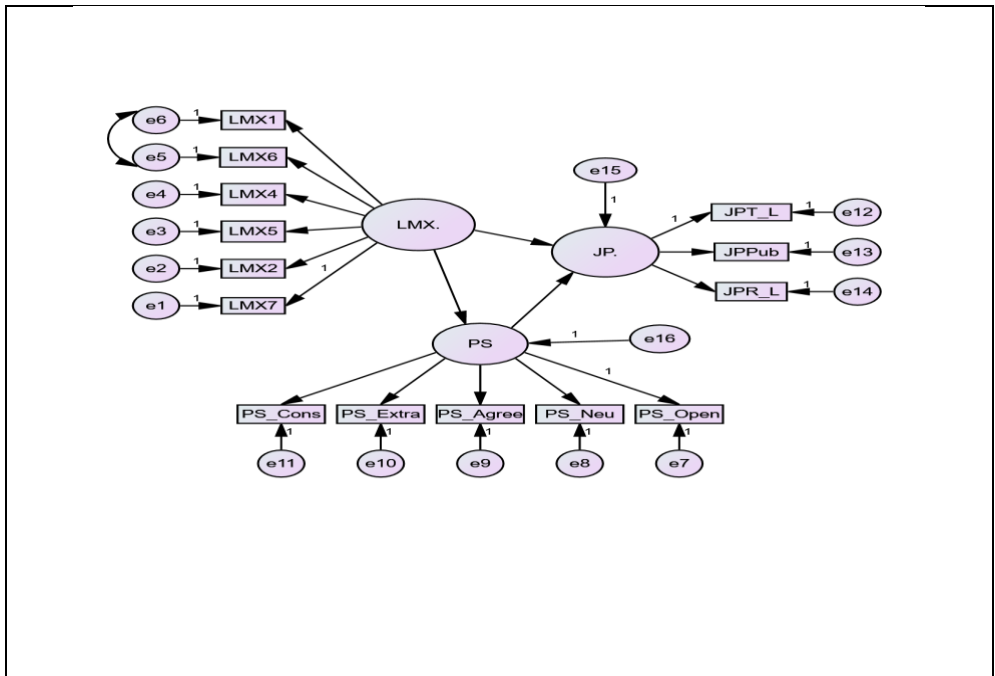 e6 1 LMX1
e5 1 LMX6
e4 1 LMX4
e3 1 LMX5
e2 1 LMX2
e1 1 LMX7
1
LMX.
e15
1
JP.
1
JPT_L 1 e12
JPPub 1 e13
JPR_L 1 e14
PS
1 e16
1
PS_Cons PS_Extra PS_Agree PS_Neu PS_Open
1 1 1 1 1
e11 e10 e9 e8 e7